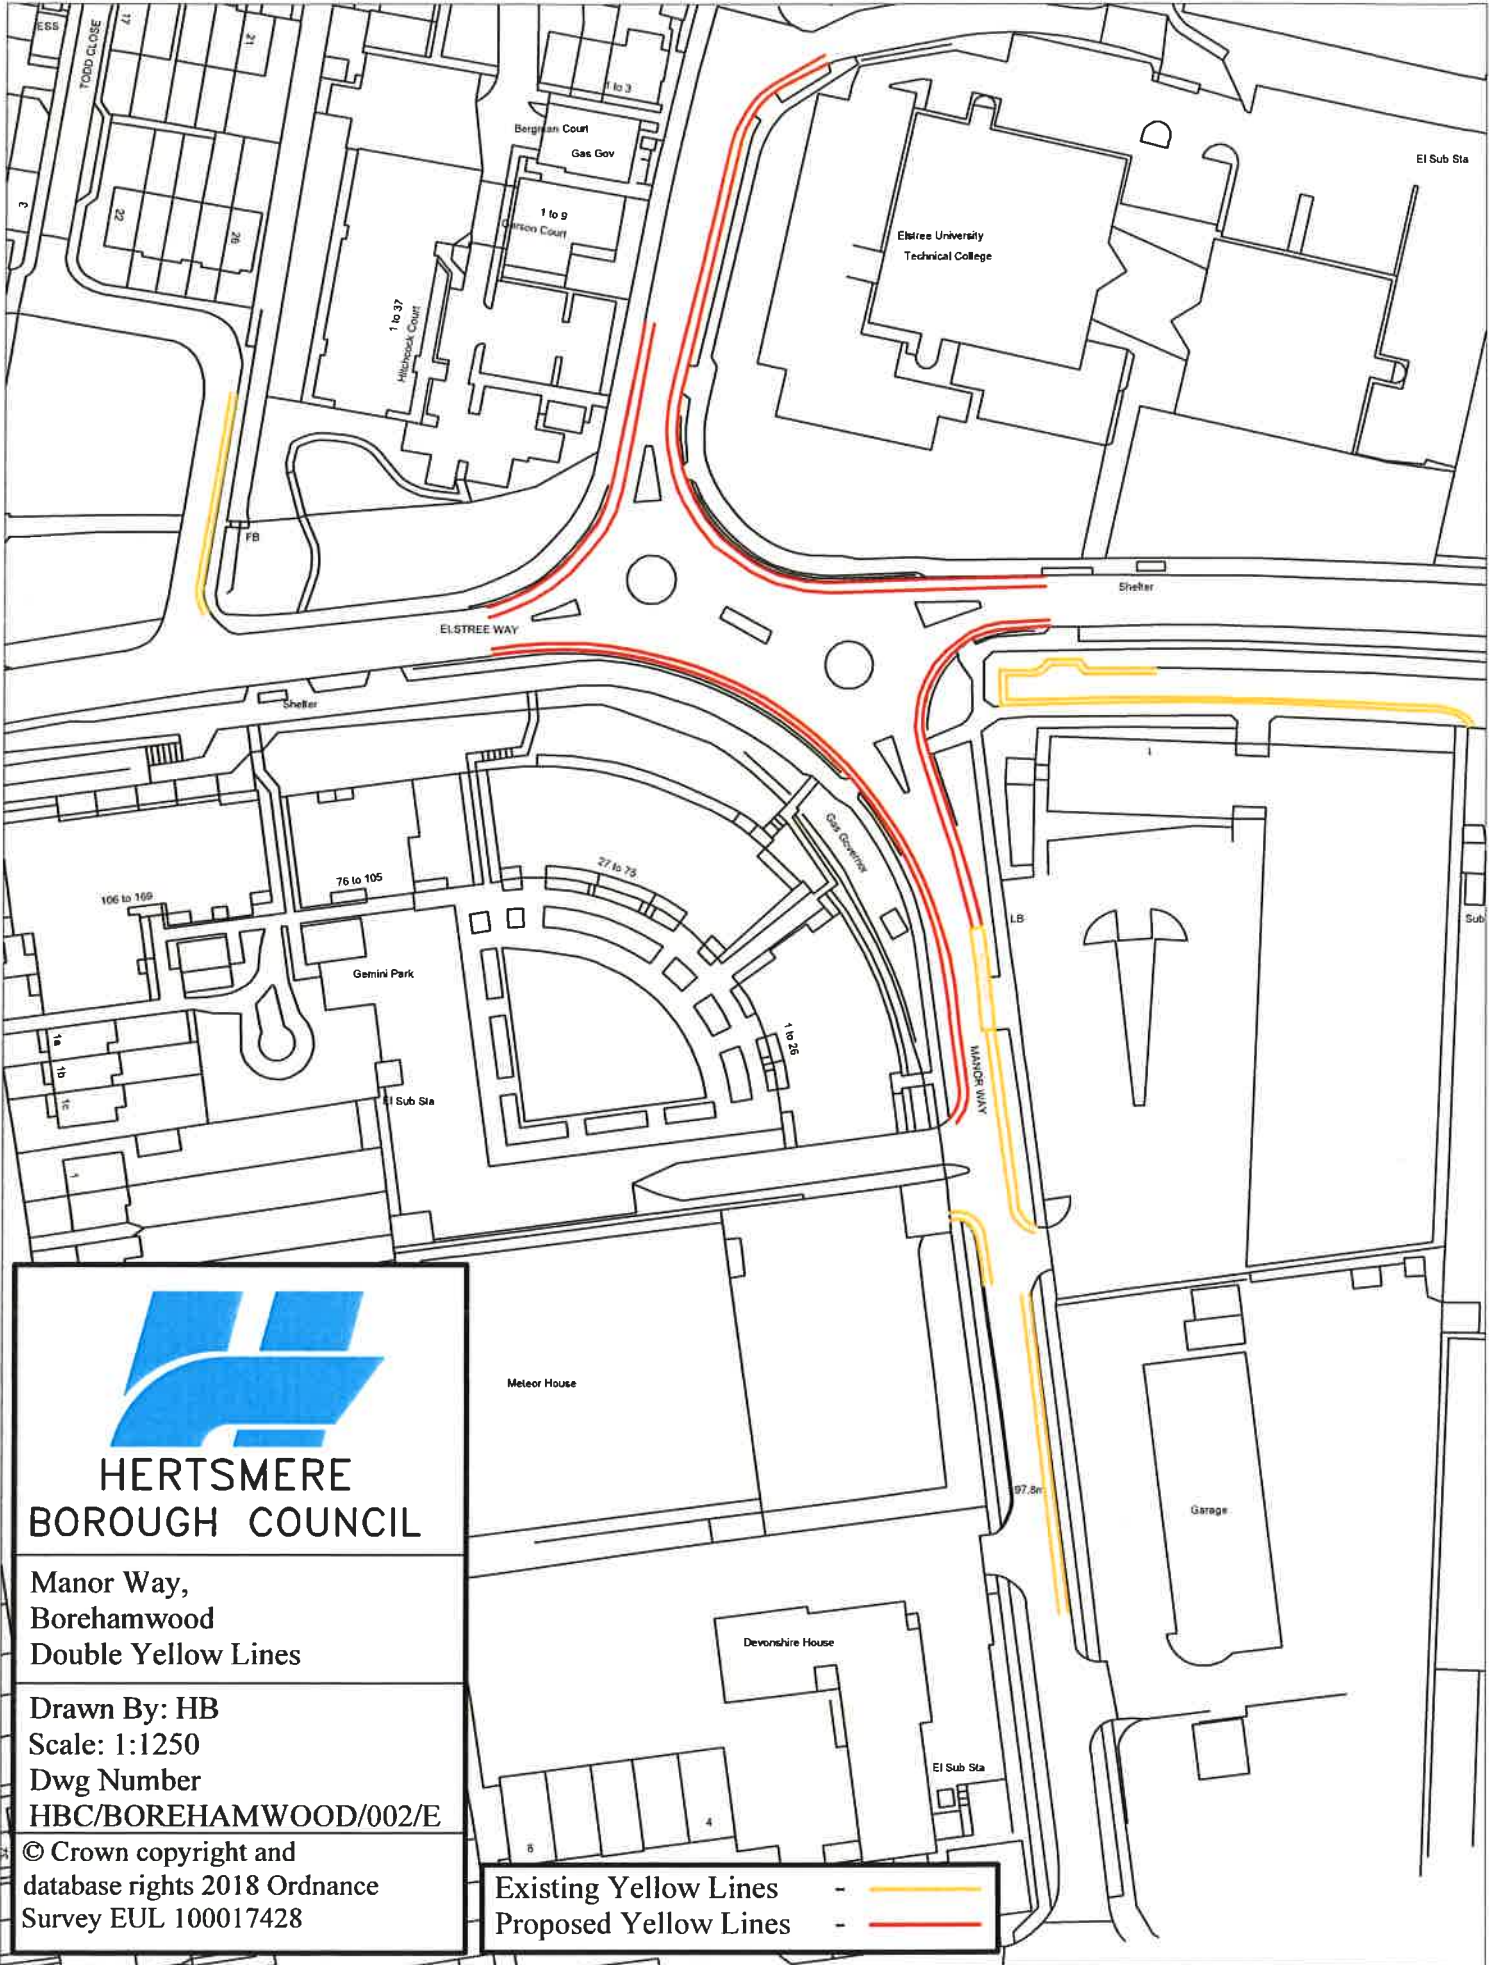 ESS
TODD CLOSE
17
21
1 to 3
Bergman Court
Gas Gov
El Sub Sta
3
22
26
1 to 9
Carson Court
Elstree University
Technical College
1 to 37
Hitchcock Court
FB
Shelter
ELSTREE WAY
Shelter
1
Gas Governor
27 to 75
76 to 105
106 to 169
LB
Sub
Gemini Park
1a
1b
1c
1 to 26
MANOR WAY
El Sub Sta
1
HERTSMERE
BOROUGH COUNCIL
Meteor House
97.8m
Garage
Manor Way,
Borehamwood
Double Yellow Lines
Devonshire House
Drawn By: HB
Scale: 1:1250
Dwg Number
HBC/BOREHAMWOOD/002/E
El Sub Sta
4
© Crown copyright and
database rights 2018 Ordnance
Survey EUL 100017428
Existing Yellow Lines -
Proposed Yellow Lines -